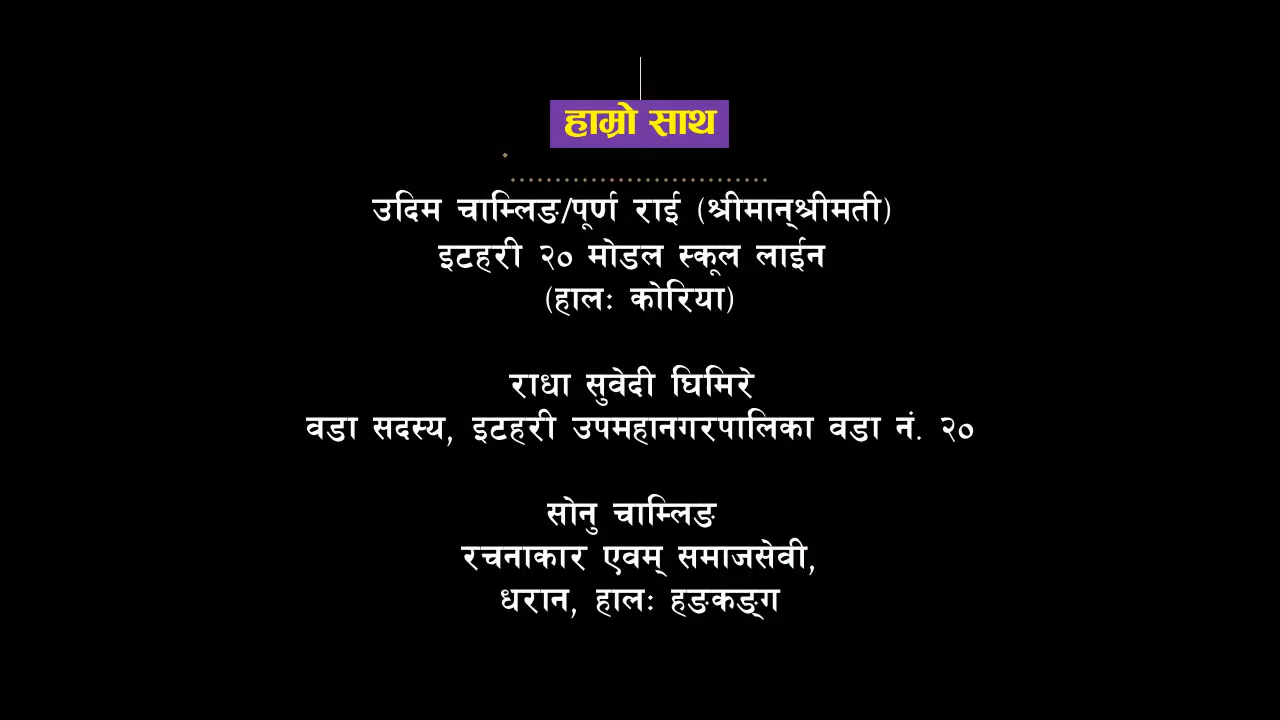 हाम्रो साथ
उदिम चाम्लिङ/पूर्ण राई (श्रीमान्श्रीमती)
इटहरी २० मोडल स्कूल लाईन
(हालः कोरिया)
राधा सुवेदी घिमिरे
वडा सदस्य, इटहरी उपमहानगरपालिका वडा नं. २०
सोनु चाम्लिङ
रचनाकार एवम् समाजसेवी,
धरान, हालः हङकङ्ग